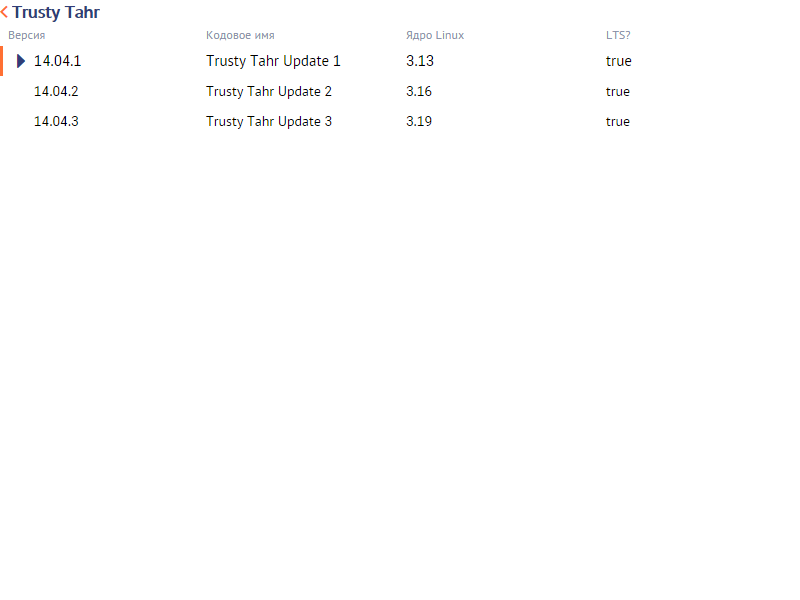 Trusty Tahr
Версия Кодовое имя Ядро Linux LTS?
14.04.1 Trusty Tahr Update 1 3.13 true
14.04.2 Trusty Tahr Update 2 3.16 true
14.04.3 Trusty Tahr Update 3 3.19 true